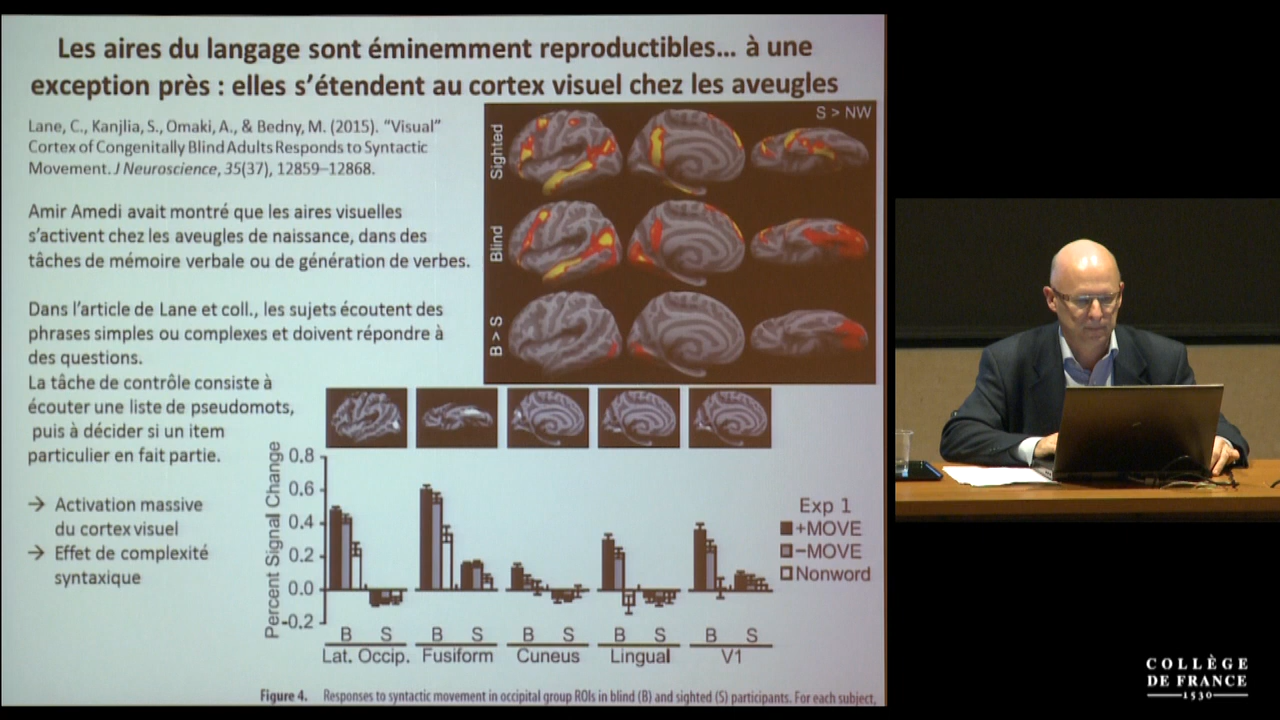 Les aires du langage sont éminemment reproductibles… à une
exception près : elles s’étendent au cortex visuel chez les aveugles
Lane, C., Kanjlia, S., Omaki, A., & Bedny, M. (2015). “Visual”
Cortex of Congenitally Blind Adults Responds to Syntactic
Movement. J Neuroscience, 35(37), 12859–12868.
Amir Amedi avait montré que les aires visuelles
s’activent chez les aveugles de naissance, dans des
tâches de mémoire verbale ou de génération de verbes.
Dans l’article de Lane et coll., les sujets écoutent des
phrases simples ou complexes et doivent répondre à
des questions.
La tâche de contrôle consiste à
écouter une liste de pseudomots,
puis à décider si un item
particulier en fait partie.
→ Activation massive
du cortex visuel
→ Effet de complexité
syntaxique
S > NW
Sighted
Blind
B > S
Percent Signal Change
0.8
0.6
0.4
0.2
0.0
-0.2
B S B S B S B S B S
Lat. Occip. Fusiform Cuneus Lingual V1
Exp 1
+MOVE
−MOVE
Nonword
Figure 4. Responses to syntactic movement in occipital group ROIs in blind (B) and sighted (S) participants. For each subject,
COLLÈGE
DE FRANCE
1530